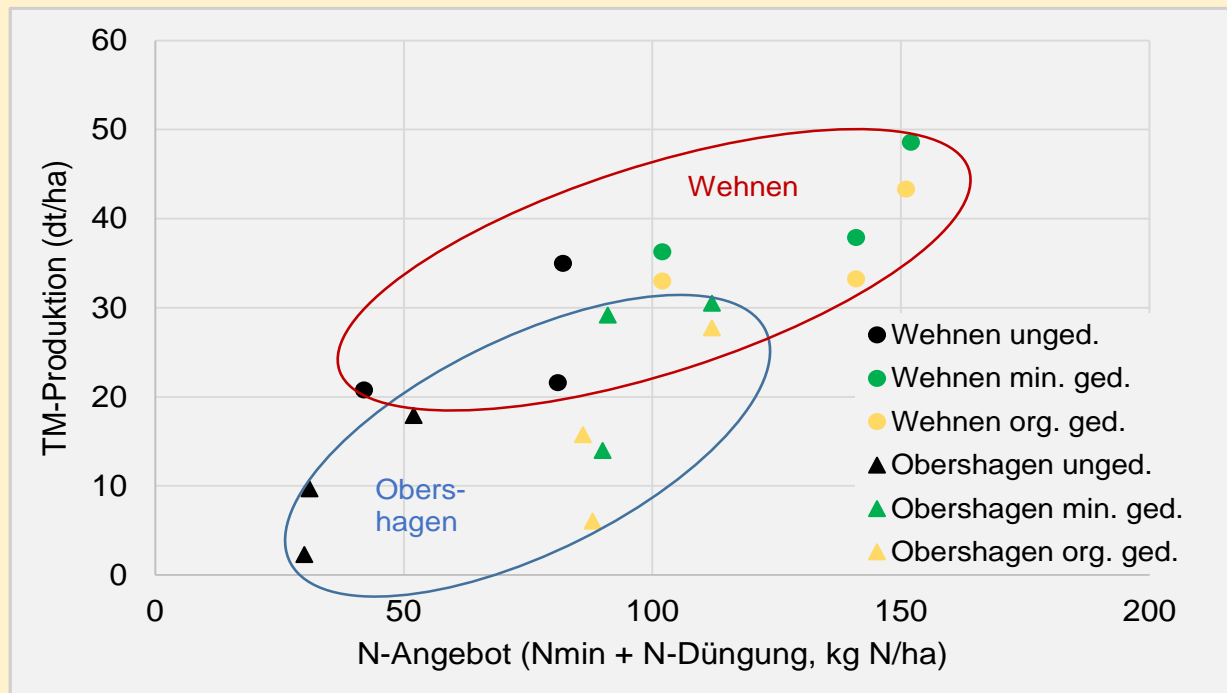 60
50
40
30
20
10
0
TM-Produktion (dt/ha)
Wehnen
Obers-
hagen
Wehnen unged.
Wehnen min. ged.
Wehnen org. ged.
Obershagen unged.
Obershagen min. ged.
Obershagen org. ged.
0 50 100 150 200
N-Angebot (Nmin + N-Düngung, kg N/ha)